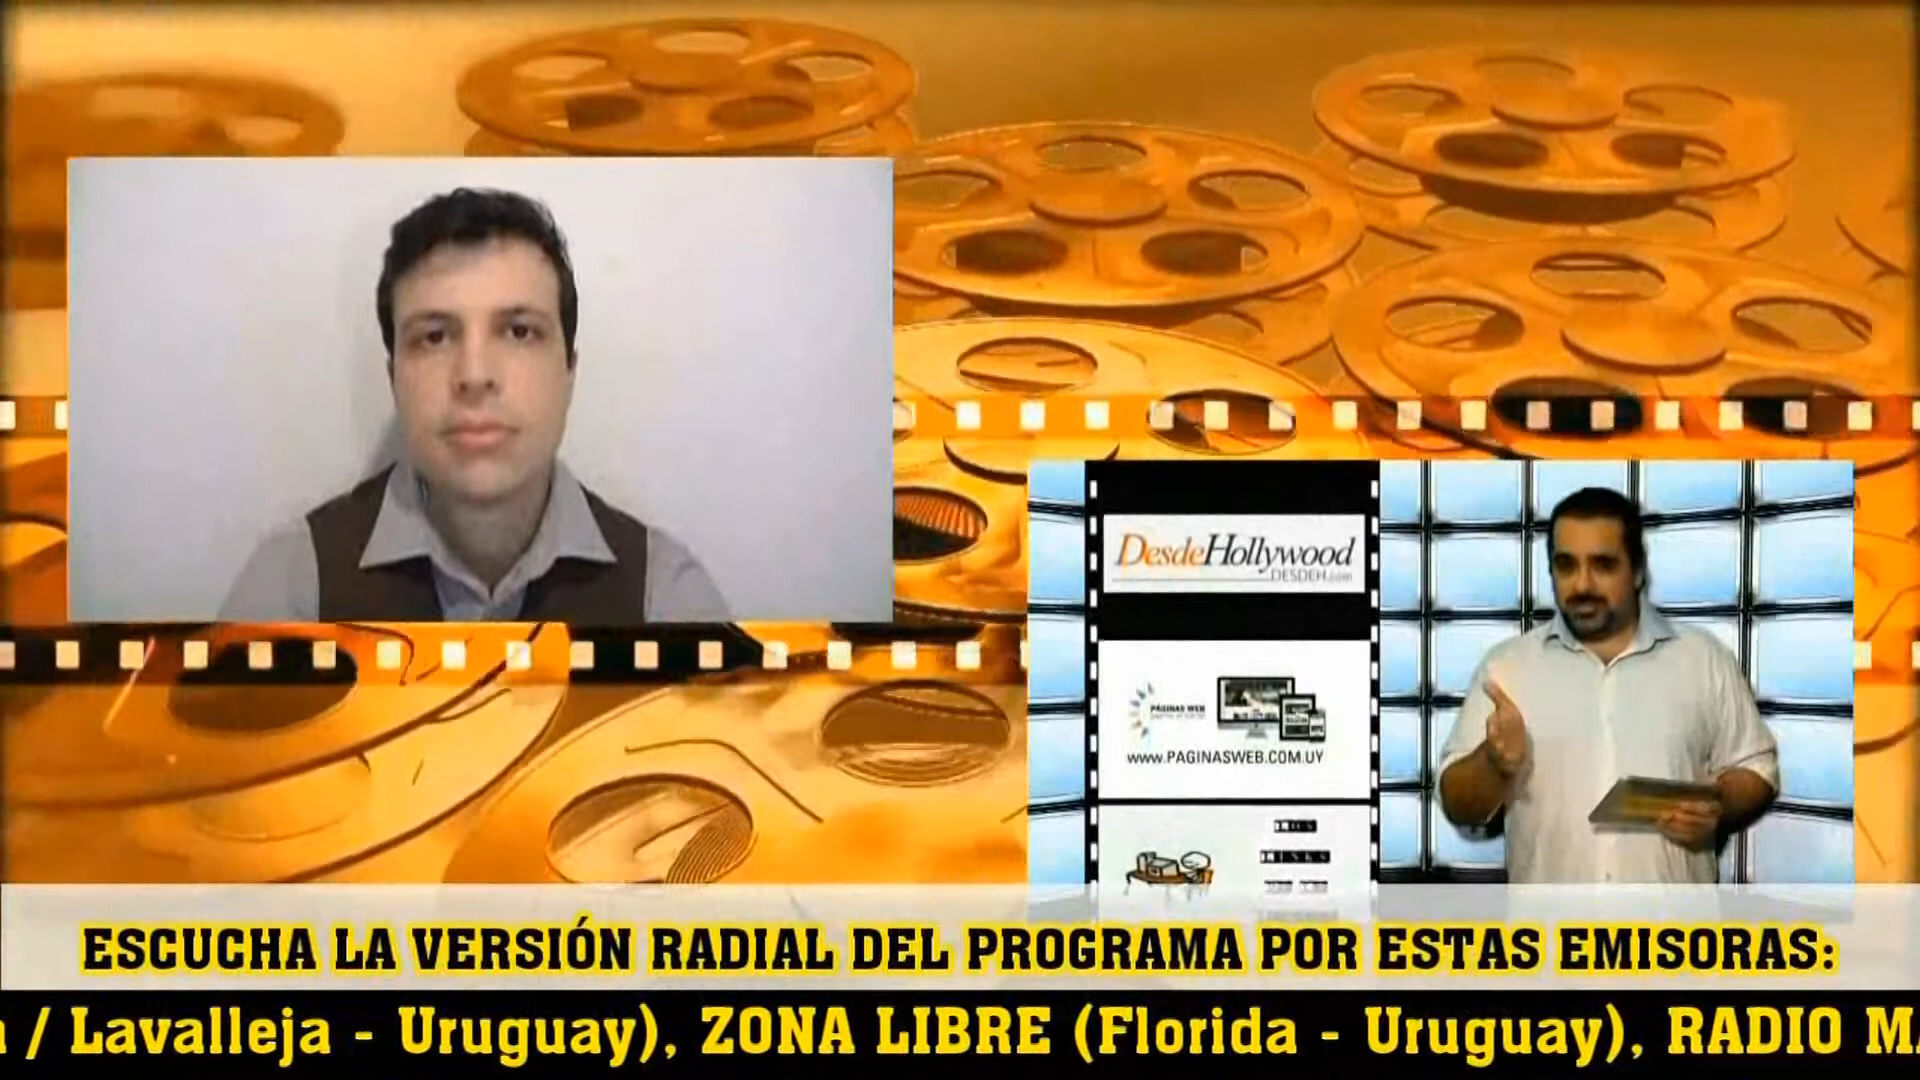 DesdeHollywood
DESDEH.com
PÁGINAS WEB
www.PAGINASWEB.COM.UY
ESCUCHA LA VERSIÓN RADIAL DEL PROGRAMA POR ESTAS EMISORAS:
/ Lavalleja - Uruguay), ZONA LIBRE (Florida - Uruguay), RADIO